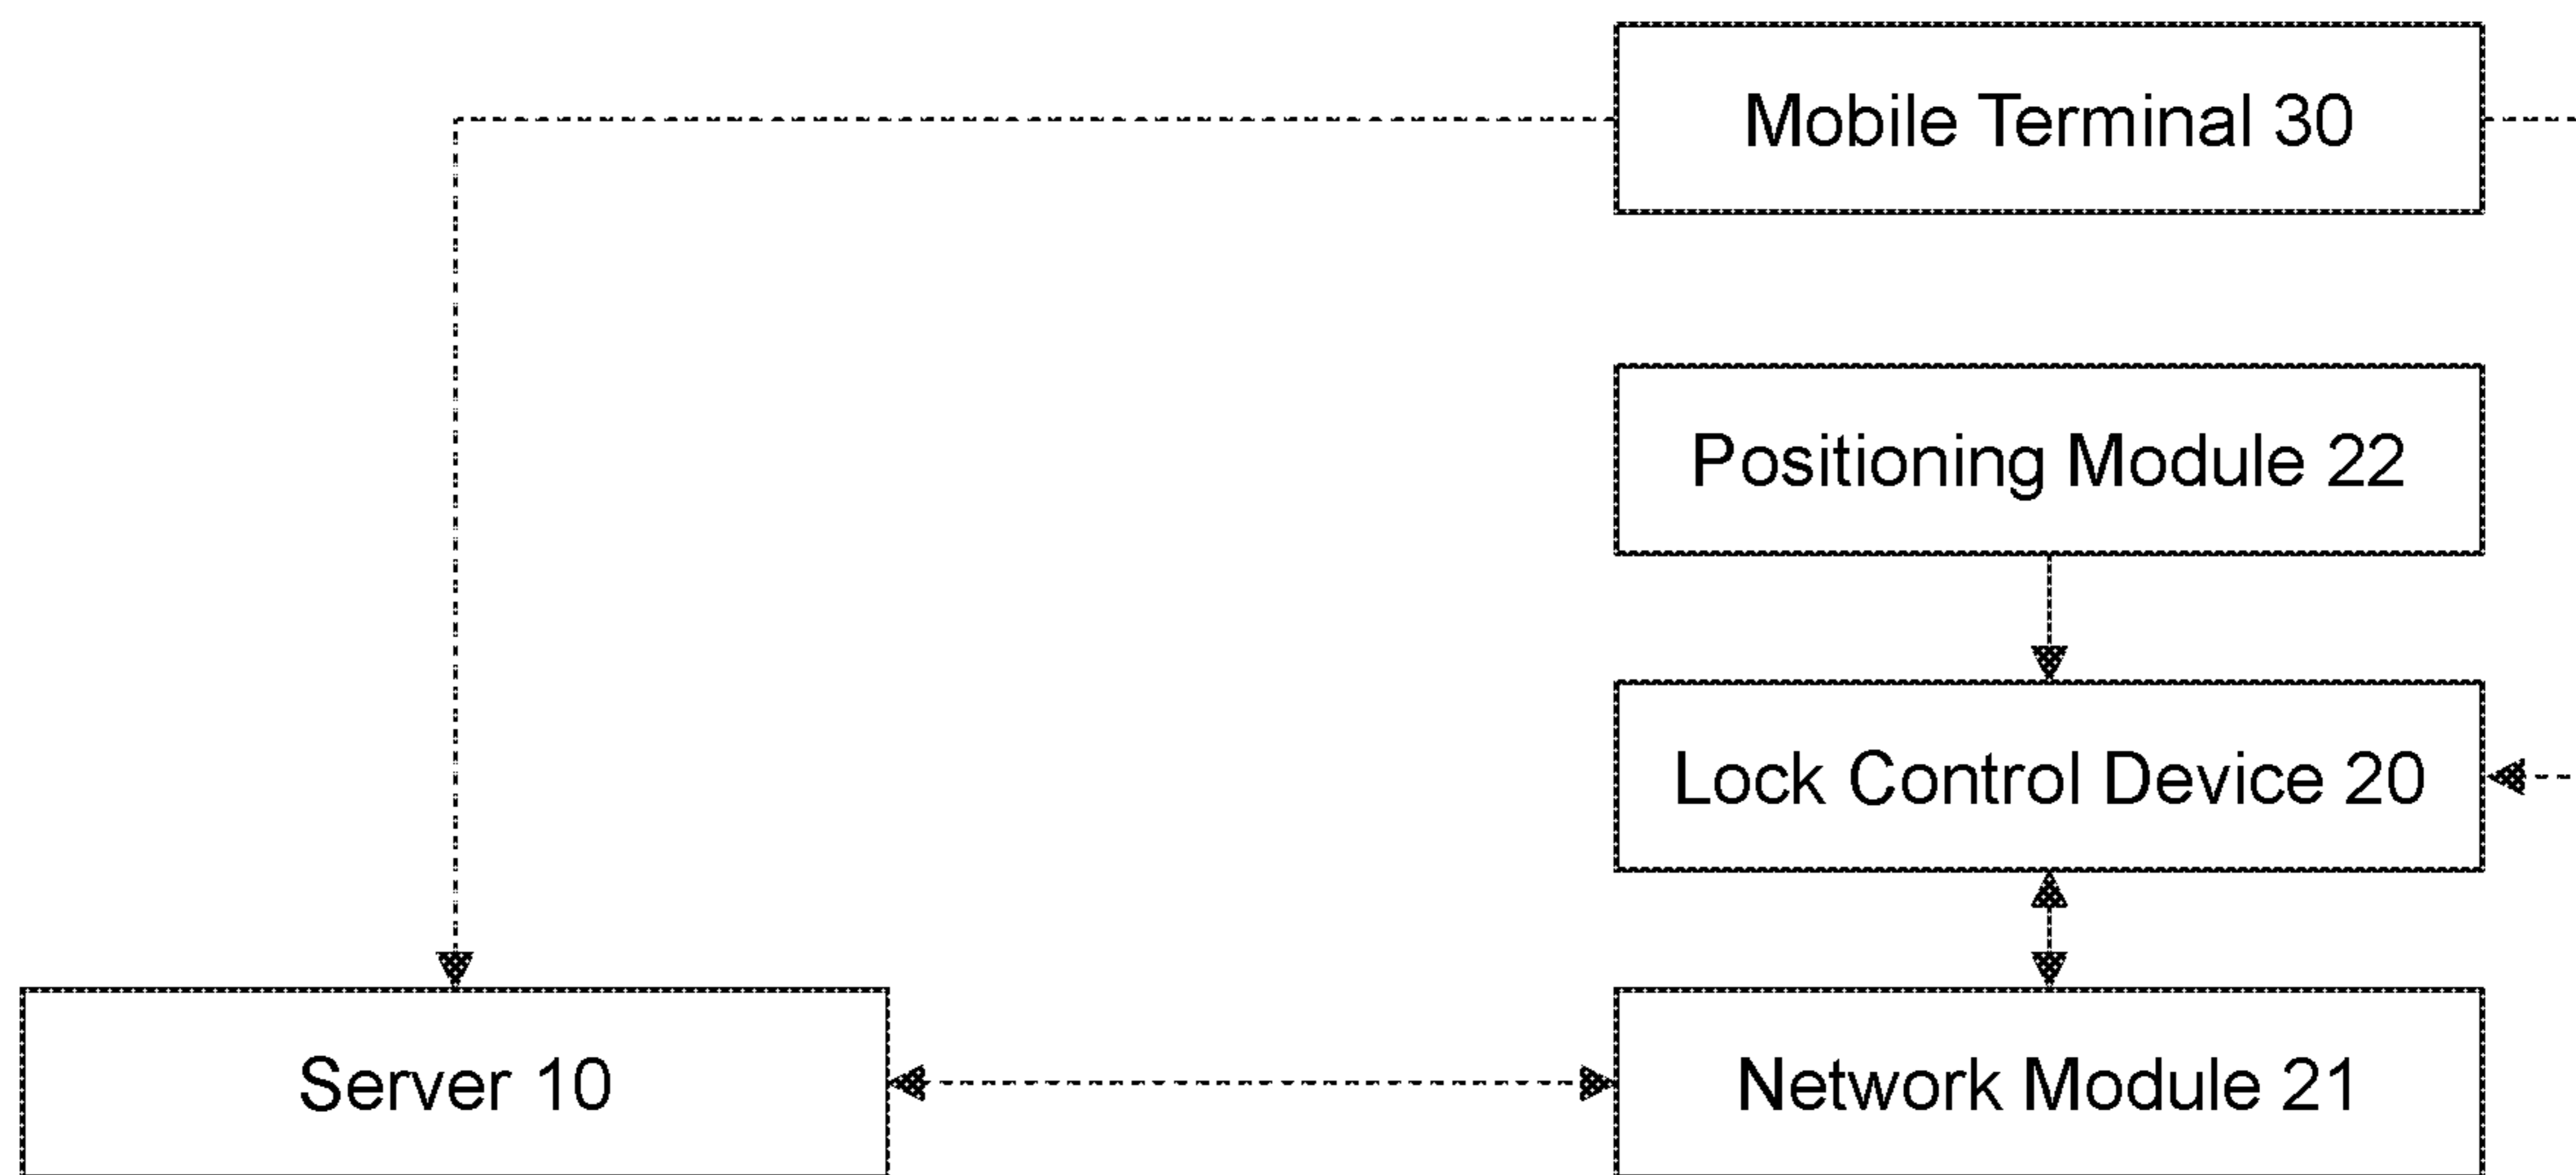 Mobile Terminal 30
Positioning Module 22
Lock Control Device 20
Server 10
Network Module 21